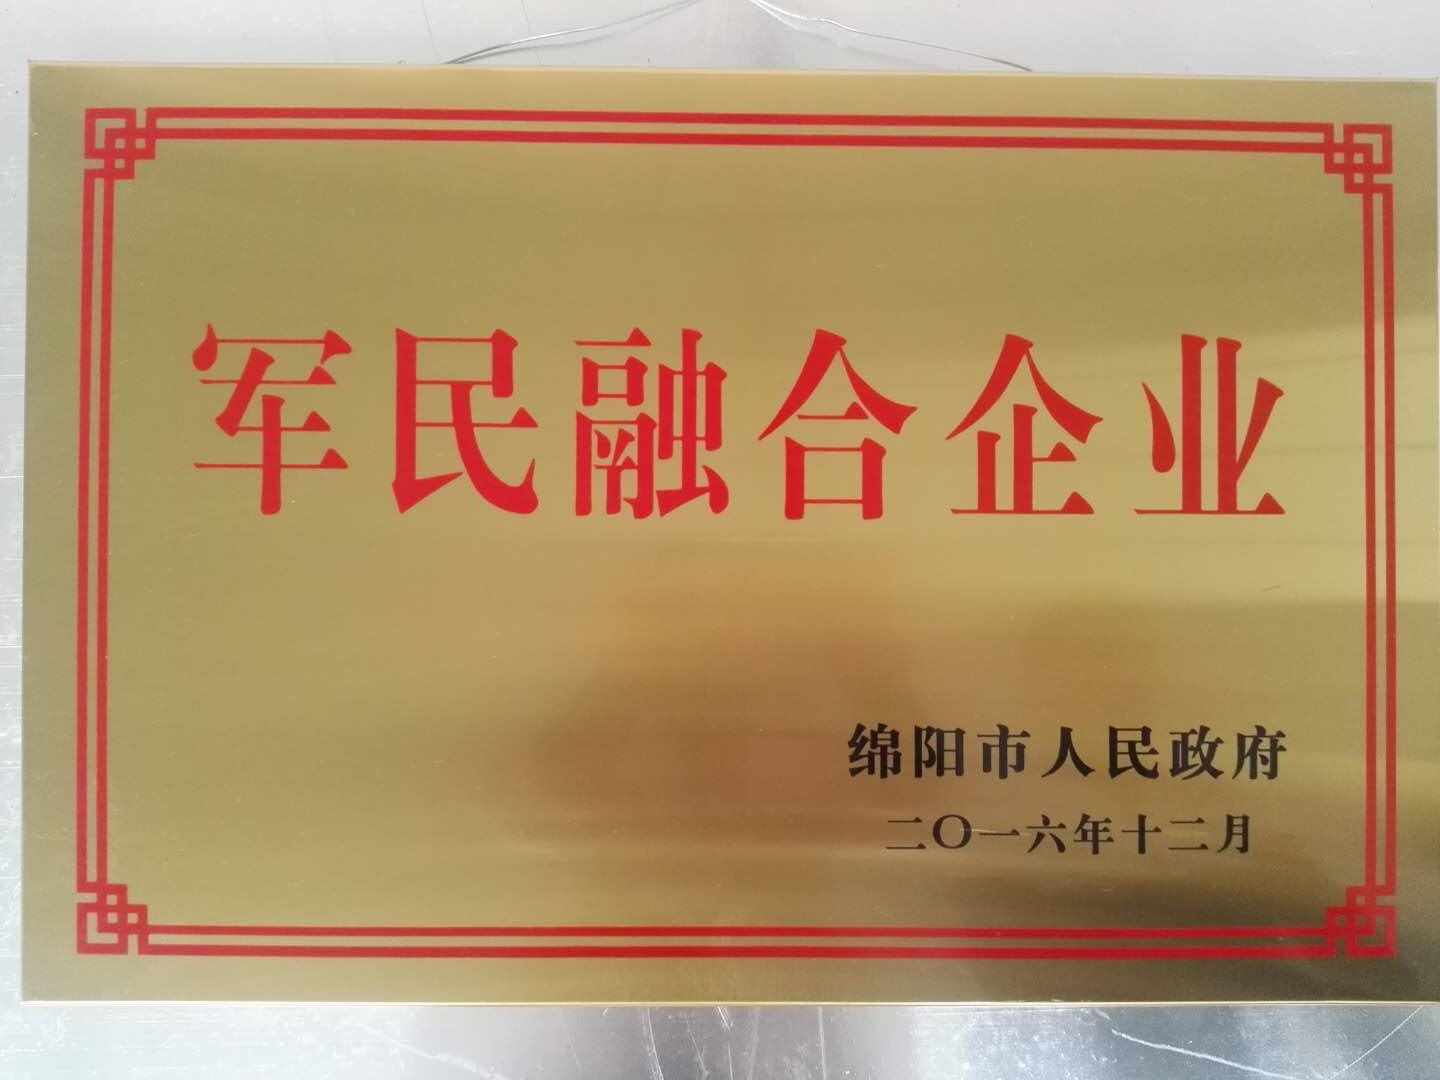 军民融合企业
绵阳市人民政府
二〇一六年十二月